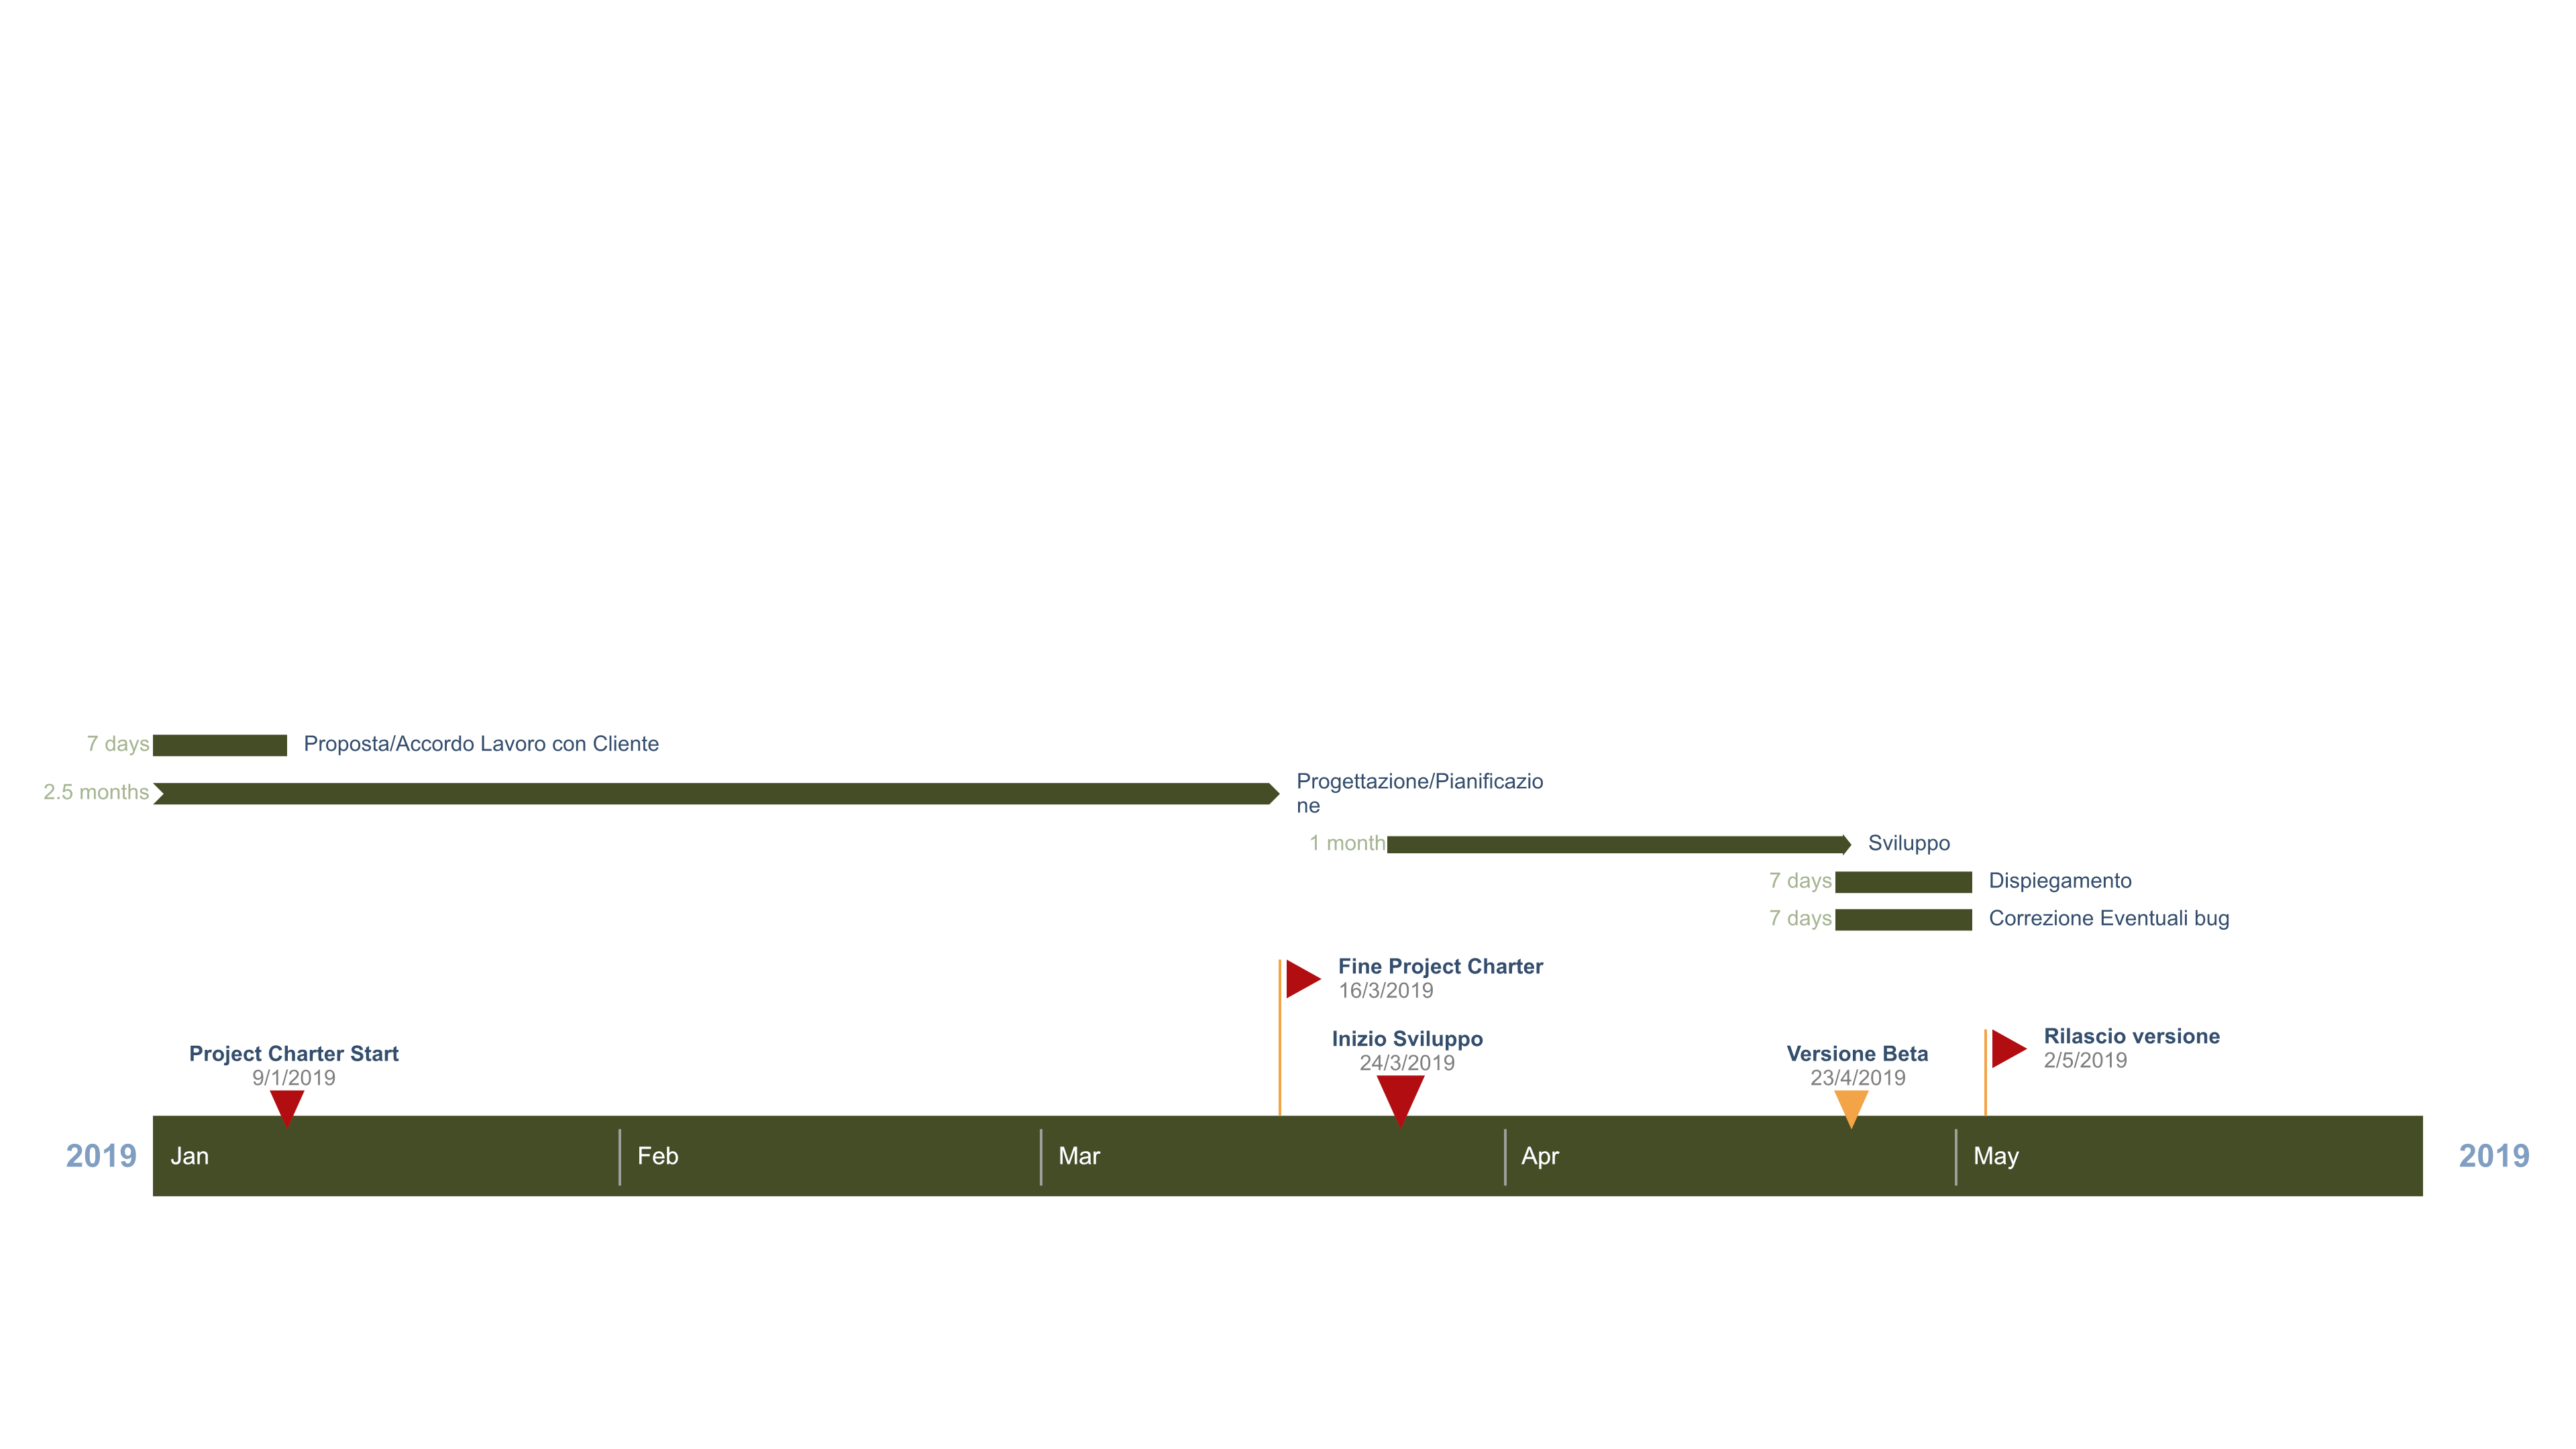 7 days Proposta/Accordo Lavoro con Cliente
2.5 months Progettazione/Pianificazio
ne
1 month Sviluppo
7 days Dispiegamento
7 days Correzione Eventuali bug
Fine Project Charter
16/3/2019
Rilascio versione
2/5/2019
Inizio Sviluppo
24/3/2019
Project Charter Start
9/1/2019
Versione Beta
23/4/2019
2019 Jan Feb Mar Apr May 2019